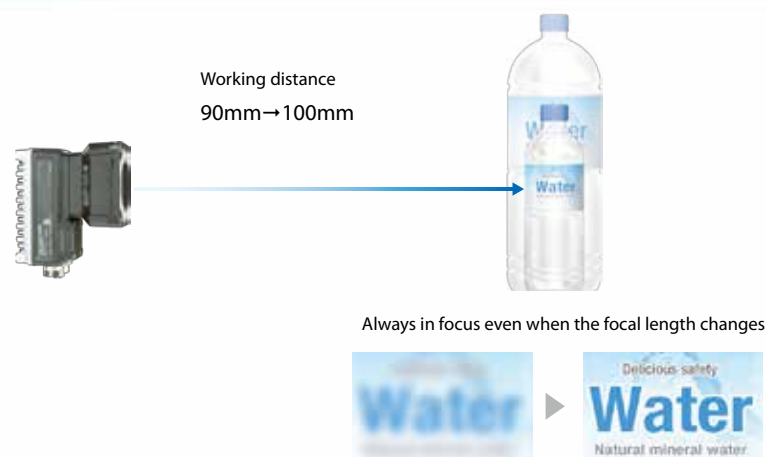 Working distance
90mm→100mm
Water
Water
Always in focus even when the focal length changes
Water
Delicious safety
Water
Natural mineral water